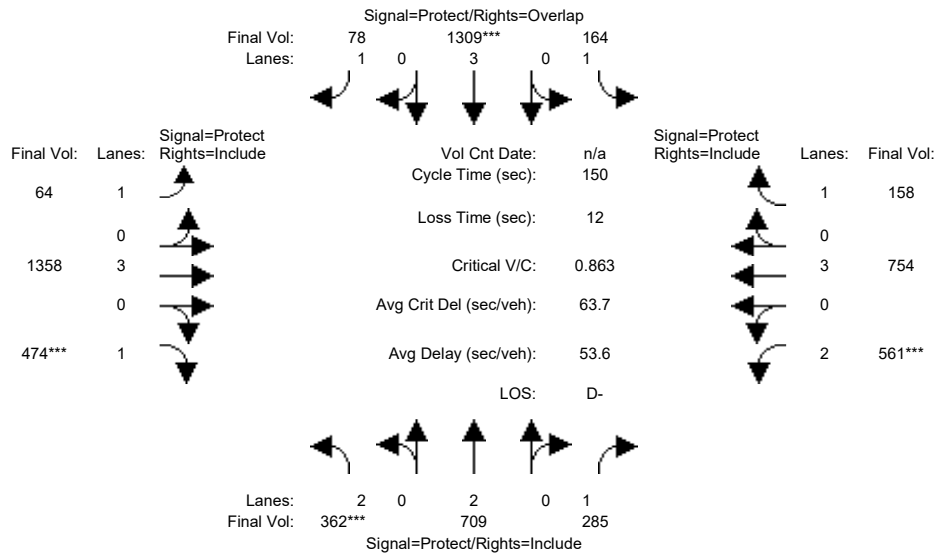 Signal=Protect/Rights=Overlap
Final Vol: 78 1309*** 164
Lanes: 1 0 3 0 1
Signal=Protect Signal=Protect
Final Vol: Lanes: Rights=Include Vol Cnt Date: n/a Rights=Include Lanes: Final Vol:
Cycle Time (sec): 150
64 1 1 158
Loss Time (sec): 12
0 0
1358 3 Critical V/C: 0.863 3 754
0 Avg Crit Del (sec/veh): 63.7 0
474*** 1 Avg Delay (sec/veh): 53.6 2 561***
LOS: D-
Lanes: 2 0 2 0 1
Final Vol: 362*** 709 285
Signal=Protect/Rights=Include